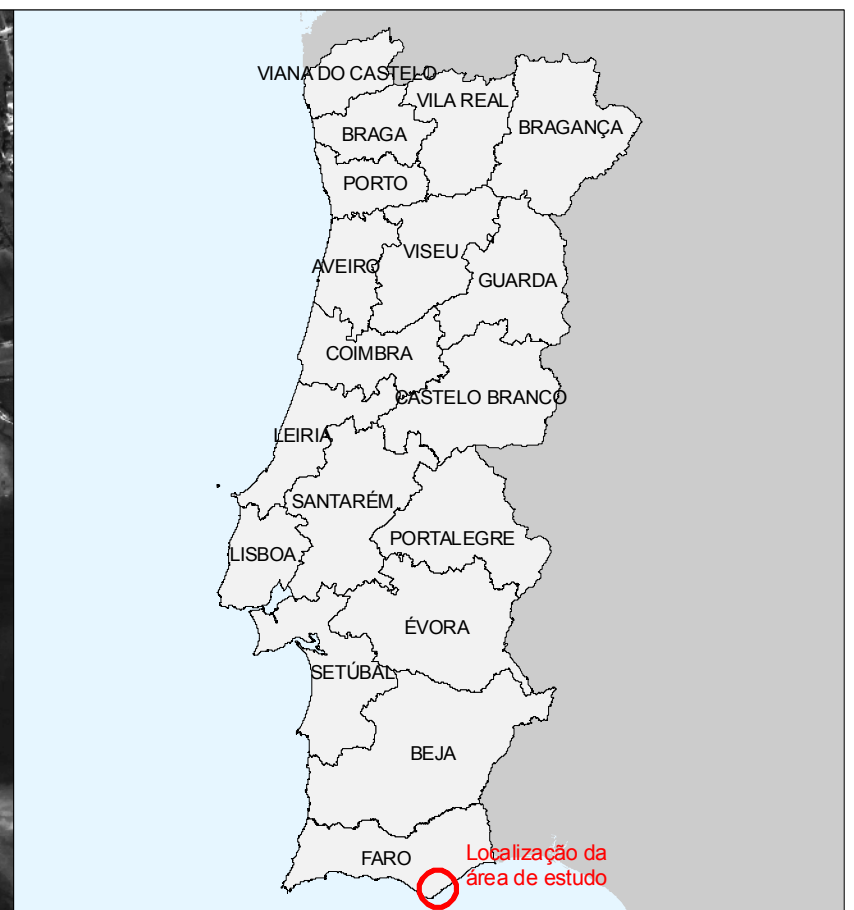 VIANA DO CASTELO
VILA REAL
BRAGANÇA
BRAGA
PORTO
VISEU
AVEIRO
GUARDA
COIMBRA
CASTELO BRANCO
LEIRIA
SANTARÉM
PORTALEGRE
LISBOA
ÉVORA
SETÚBAL
BEJA
FARO
Localização da
área de estudo